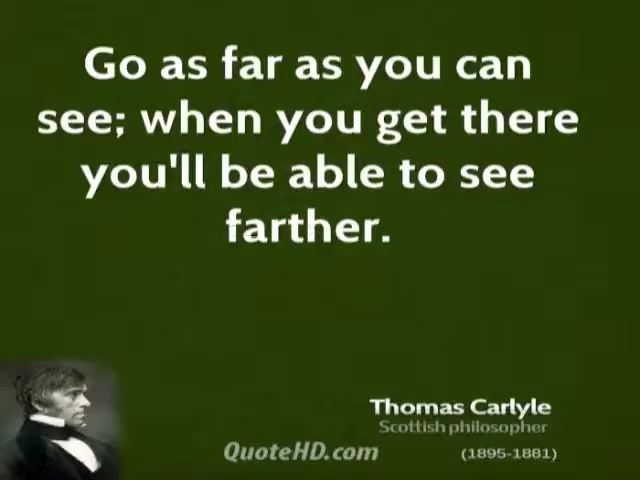 Go as far as you can
see; when you get there
you'll be able to see
farther.
Thomas Carlyle
Scottish philosopher
QuoteHD.com
(1895-1881)